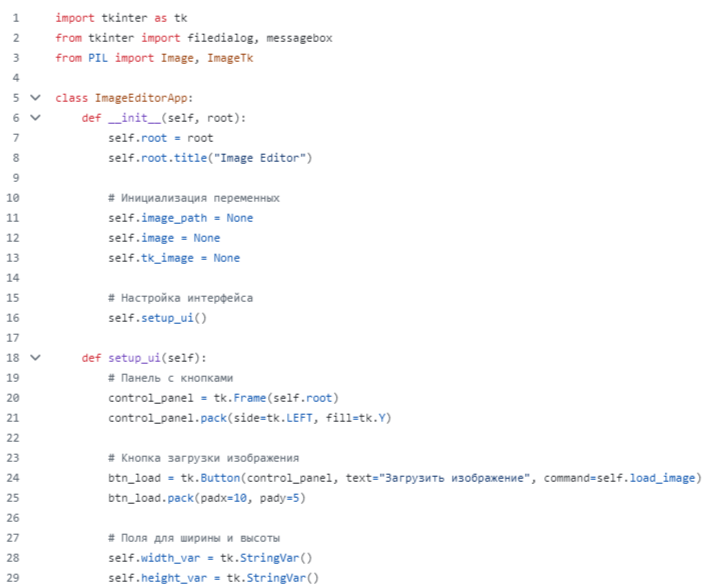 1 import tkinter as tk
2 from tkinter import filedialog, messagebox
3 from PIL import Image, ImageTk
4
5 class ImageEditorApp:
6     def __init__(self, root):
7         self.root = root
8         self.root.title("Image Editor")
9
10         # Инициализация переменных
11         self.image_path = None
12         self.image = None
13         self.tk_image = None
14
15         # Настройка интерфейса
16         self.setup_ui()
17
18     def setup_ui(self):
19         # Панель с кнопками
20         control_panel = tk.Frame(self.root)
21         control_panel.pack(side=tk.LEFT, fill=tk.Y)
22
23         # Кнопка загрузки изображения
24         btn_load = tk.Button(control_panel, text="Загрузить изображение", command=self.load_image)
25         btn_load.pack(padx=10, pady=5)
26
27         # Поля для ширины и высоты
28         self.width_var = tk.StringVar()
29         self.height_var = tk.StringVar()